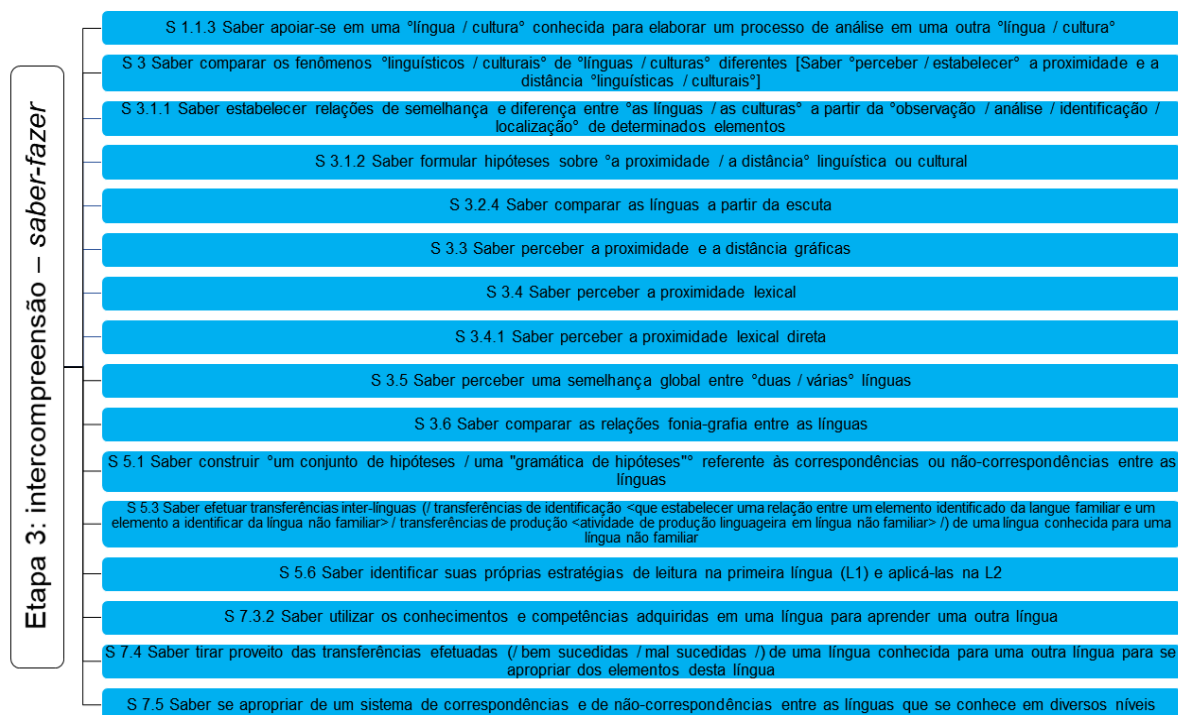 Etapa 3: intercompreensão – saber-fazer
S 1.1.3 Saber apoiar-se em uma °língua / cultura° conhecida para elaborar um processo de análise em uma outra °língua / cultura°
S 3 Saber comparar os fenômenos °linguísticos / culturais° de °línguas / culturas° diferentes [Saber °perceber / estabelecer° a proximidade e a
distância °linguísticas / culturais°]
S 3.1.1 Saber estabelecer relações de semelhança e diferença entre °as línguas / as culturas° a partir da °observação / análise / identificação /
localização° de determinados elementos
S 3.1.2 Saber formular hipóteses sobre °a proximidade / a distância° linguística ou cultural
S 3.2.4 Saber comparar as línguas a partir da escuta
S 3.3 Saber perceber a proximidade e a distância gráficas
S 3.4 Saber perceber a proximidade lexical
S 3.4.1 Saber perceber a proximidade lexical direta
S 3.5 Saber perceber uma semelhança global entre °duas / várias° línguas
S 3.6 Saber comparar as relações fonia-grafia entre as línguas
S 5.1 Saber construir °um conjunto de hipóteses / uma "gramática de hipóteses"° referente às correspondências ou não-correspondências entre as
línguas
S 5.3 Saber efetuar transferências inter-línguas (/ transferências de identificação <que estabelecer uma relação entre um elemento identificado da langue familiar e um
elemento a identificar da língua não familiar> / transferências de produção <atividade de produção linguageira em língua não familiar> /) de uma língua conhecida para uma
língua não familiar
S 5.6 Saber identificar suas próprias estratégias de leitura na primeira língua (L1) e aplicá-las na L2
S 7.3.2 Saber utilizar os conhecimentos e competências adquiridas em uma língua para aprender uma outra língua
S 7.4 Saber tirar proveito das transferências efetuadas (/ bem sucedidas / mal sucedidas /) de uma língua conhecida para uma outra língua para se
apropriar dos elementos desta língua
S 7.5 Saber se apropriar de um sistema de correspondências e de não-correspondências entre as línguas que se conhece em diversos níveis